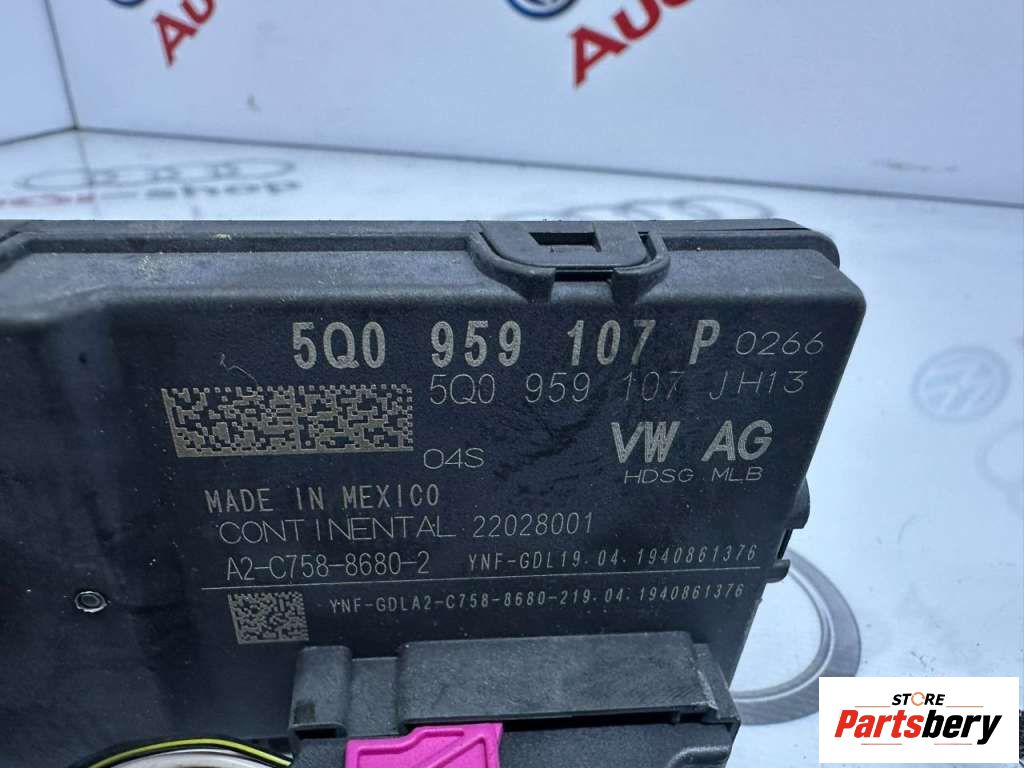 AUDI
5Q0 959 107 P 0266
5Q0 959 107 JH13
04S
VW AG
HDSG MLB
MADE IN MEXICO
CONTINENTAL 22028001
A2-C758-8680-2 YNF-GDL19.04.1940861376
YNF-GDLA2-C758-8680-219.04.1940861376
STORE
Partsbery